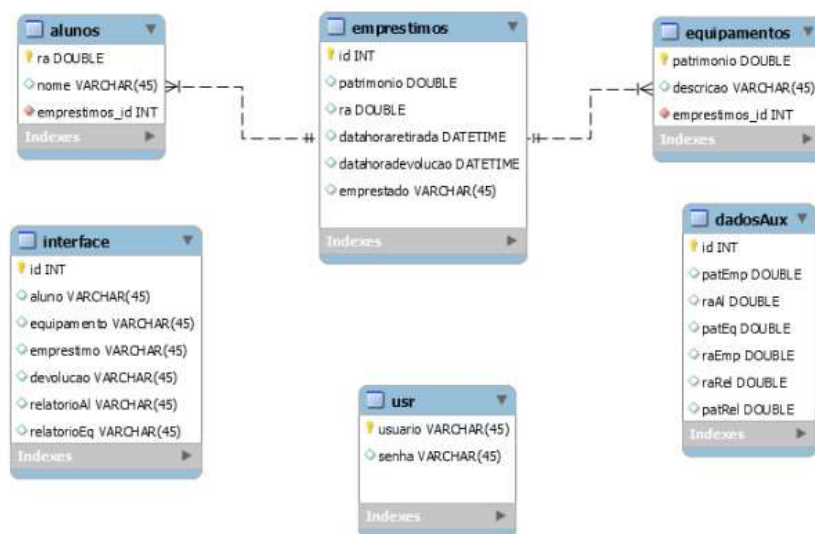 alunos
ra DOUBLE
nome VARCHAR(45)
emprestimos_id INT
Indexes
emprestimos
id INT
patrimonio DOUBLE
ra DOUBLE
datahoraretirada DATETIME
datahoradevolucao DATETIME
emprestado VARCHAR(45)
Indexes
equipamentos
patrimonio DOUBLE
descricao VARCHAR(45)
emprestimos_id INT
Indexes
interface
id INT
aluno VARCHAR(45)
equipamento VARCHAR(45)
emprestimo VARCHAR(45)
devolucao VARCHAR(45)
relatorioAl VARCHAR(45)
relatorioEq VARCHAR(45)
Indexes
usr
usuario VARCHAR(45)
senha VARCHAR(45)
Indexes
dadosAux
id INT
patEmp DOUBLE
raAl DOUBLE
patEq DOUBLE
raEmp DOUBLE
raRel DOUBLE
patRel DOUBLE
Indexes